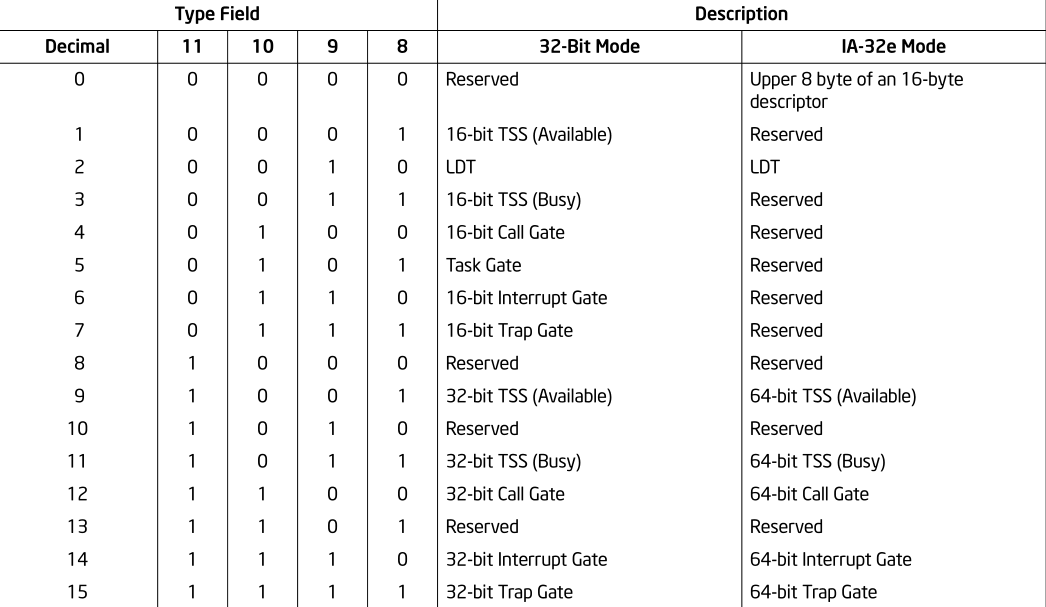 Type Field Description
Decimal 11 10 9 8 32-Bit Mode IA-32e Mode
0 0 0 0 0 Reserved Upper 8 byte of an 16-byte
descriptor
1 0 0 0 1 16-bit TSS (Available) Reserved
2 0 0 1 0 LDT LDT
3 0 0 1 1 16-bit TSS (Busy) Reserved
4 0 1 0 0 16-bit Call Gate Reserved
5 0 1 0 1 Task Gate Reserved
6 0 1 1 0 16-bit Interrupt Gate Reserved
7 0 1 1 1 16-bit Trap Gate Reserved
8 1 0 0 0 Reserved Reserved
9 1 0 0 1 32-bit TSS (Available) 64-bit TSS (Available)
10 1 0 1 0 Reserved Reserved
11 1 0 1 1 32-bit TSS (Busy) 64-bit TSS (Busy)
12 1 1 0 0 32-bit Call Gate 64-bit Call Gate
13 1 1 0 1 Reserved Reserved
14 1 1 1 0 32-bit Interrupt Gate 64-bit Interrupt Gate
15 1 1 1 1 32-bit Trap Gate 64-bit Trap Gate